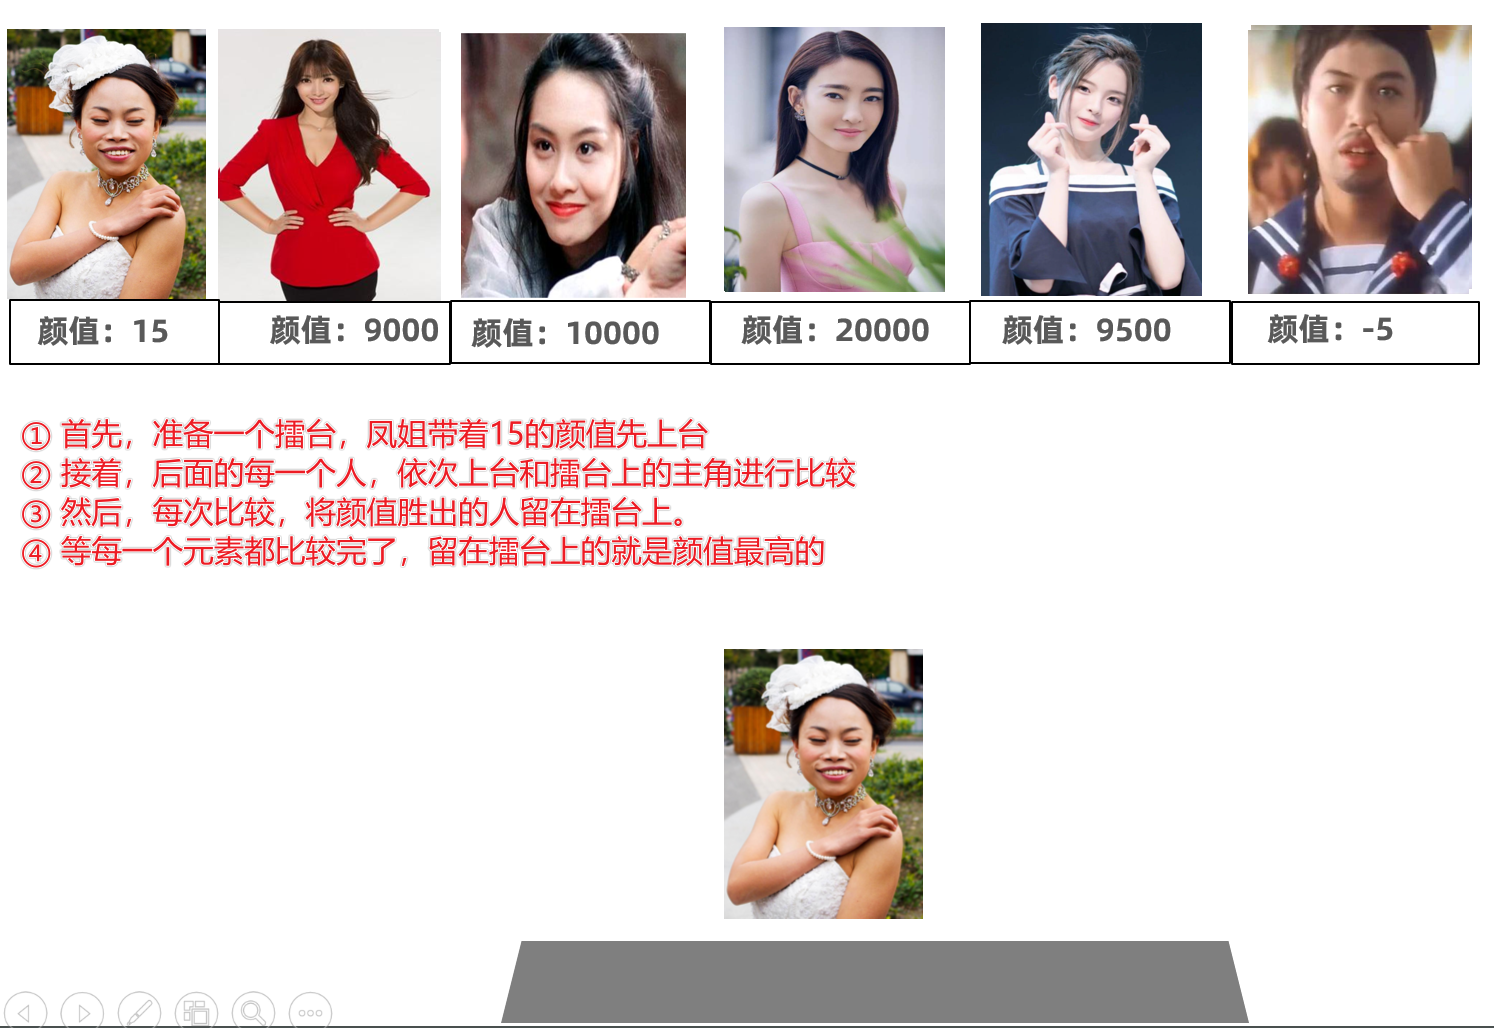 颜值：15
颜值：9000
颜值：10000
颜值：20000
颜值：9500
颜值：-5
① 首先，准备一个擂台，凤姐带着15的颜值先上台
② 接着，后面的每一个人，依次上台和擂台上的主角进行比较
③ 然后，每次比较，将颜值胜出的人留在擂台上。
④ 等每一个元素都比较完了，留在擂台上的就是颜值最高的